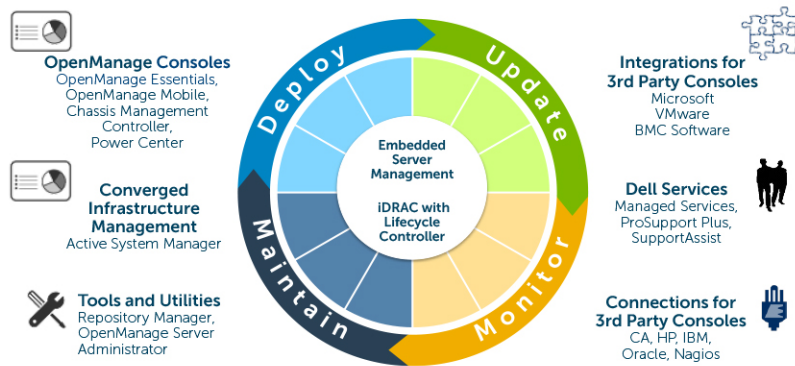 OpenManage Consoles
OpenManage Essentials,
OpenManage Mobile,
Chassis Management
Controller,
Power Center
Converged
Infrastructure
Management
Active System Manager
Tools and Utilities
Repository Manager,
OpenManage Server
Administrator
Deploy
Update
Maintain
Monitor
Embedded
Server
Management
iDRAC with
Lifecycle
Controller
Integrations for
3rd Party Consoles
Microsoft
VMware
BMC Software
Dell Services
Managed Services,
ProSupport Plus,
SupportAssist
Connections for
3rd Party Consoles
CA, HP, IBM,
Oracle, Nagios